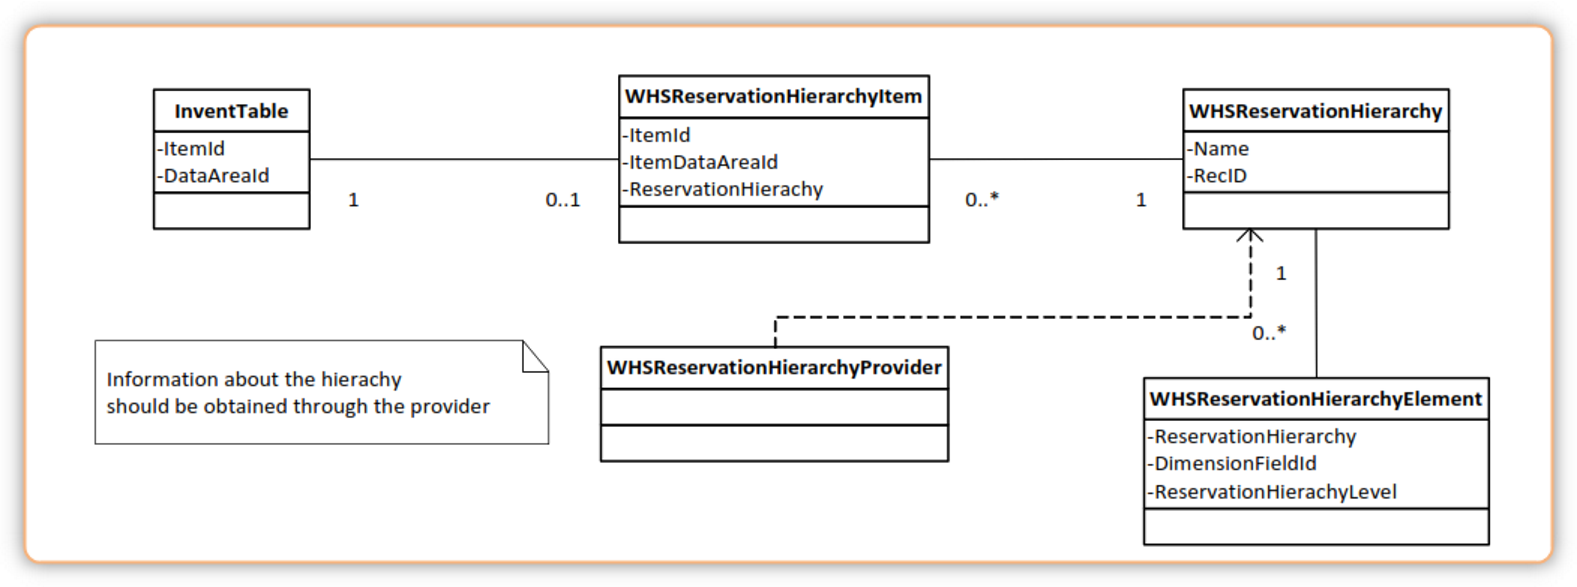 InventTable
-ItemId
-DataAreaId
1
0..1
WHSReservationHierarchyItem
-ItemId
-ItemDataAreaId
-ReservationHierachy
0..*
1
WHSReservationHierarchy
-Name
-RecID
1
0..*
Information about the hierachy
should be obtained through the provider
WHSReservationHierarchyProvider
WHSReservationHierarchyElement
-ReservationHierarchy
-DimensionFieldId
-ReservationHierachyLevel